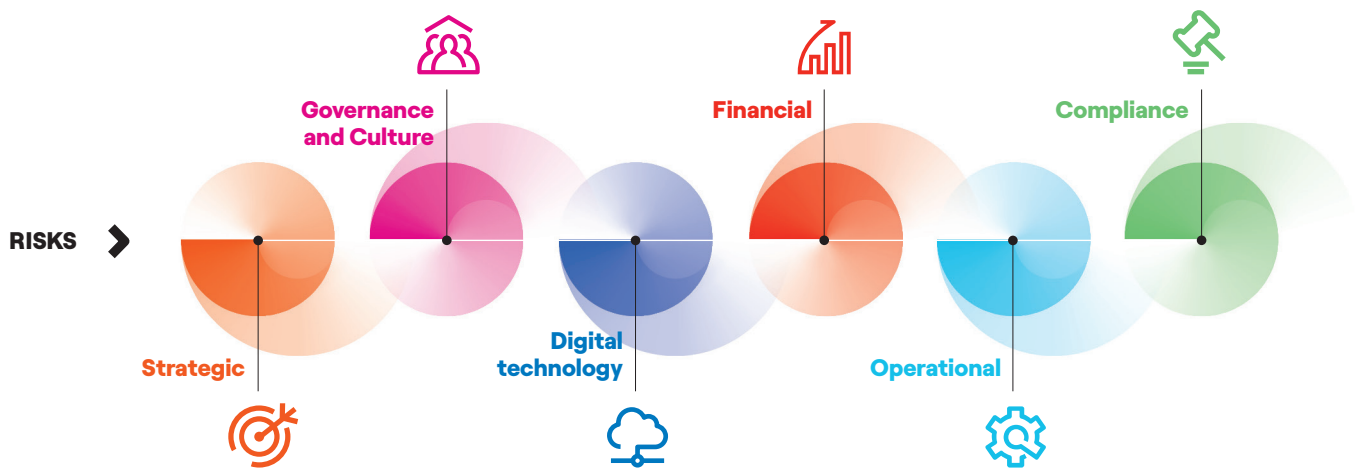 RISKS
Strategic
Governance
and Culture
Digital
technology
Financial
Operational
Compliance